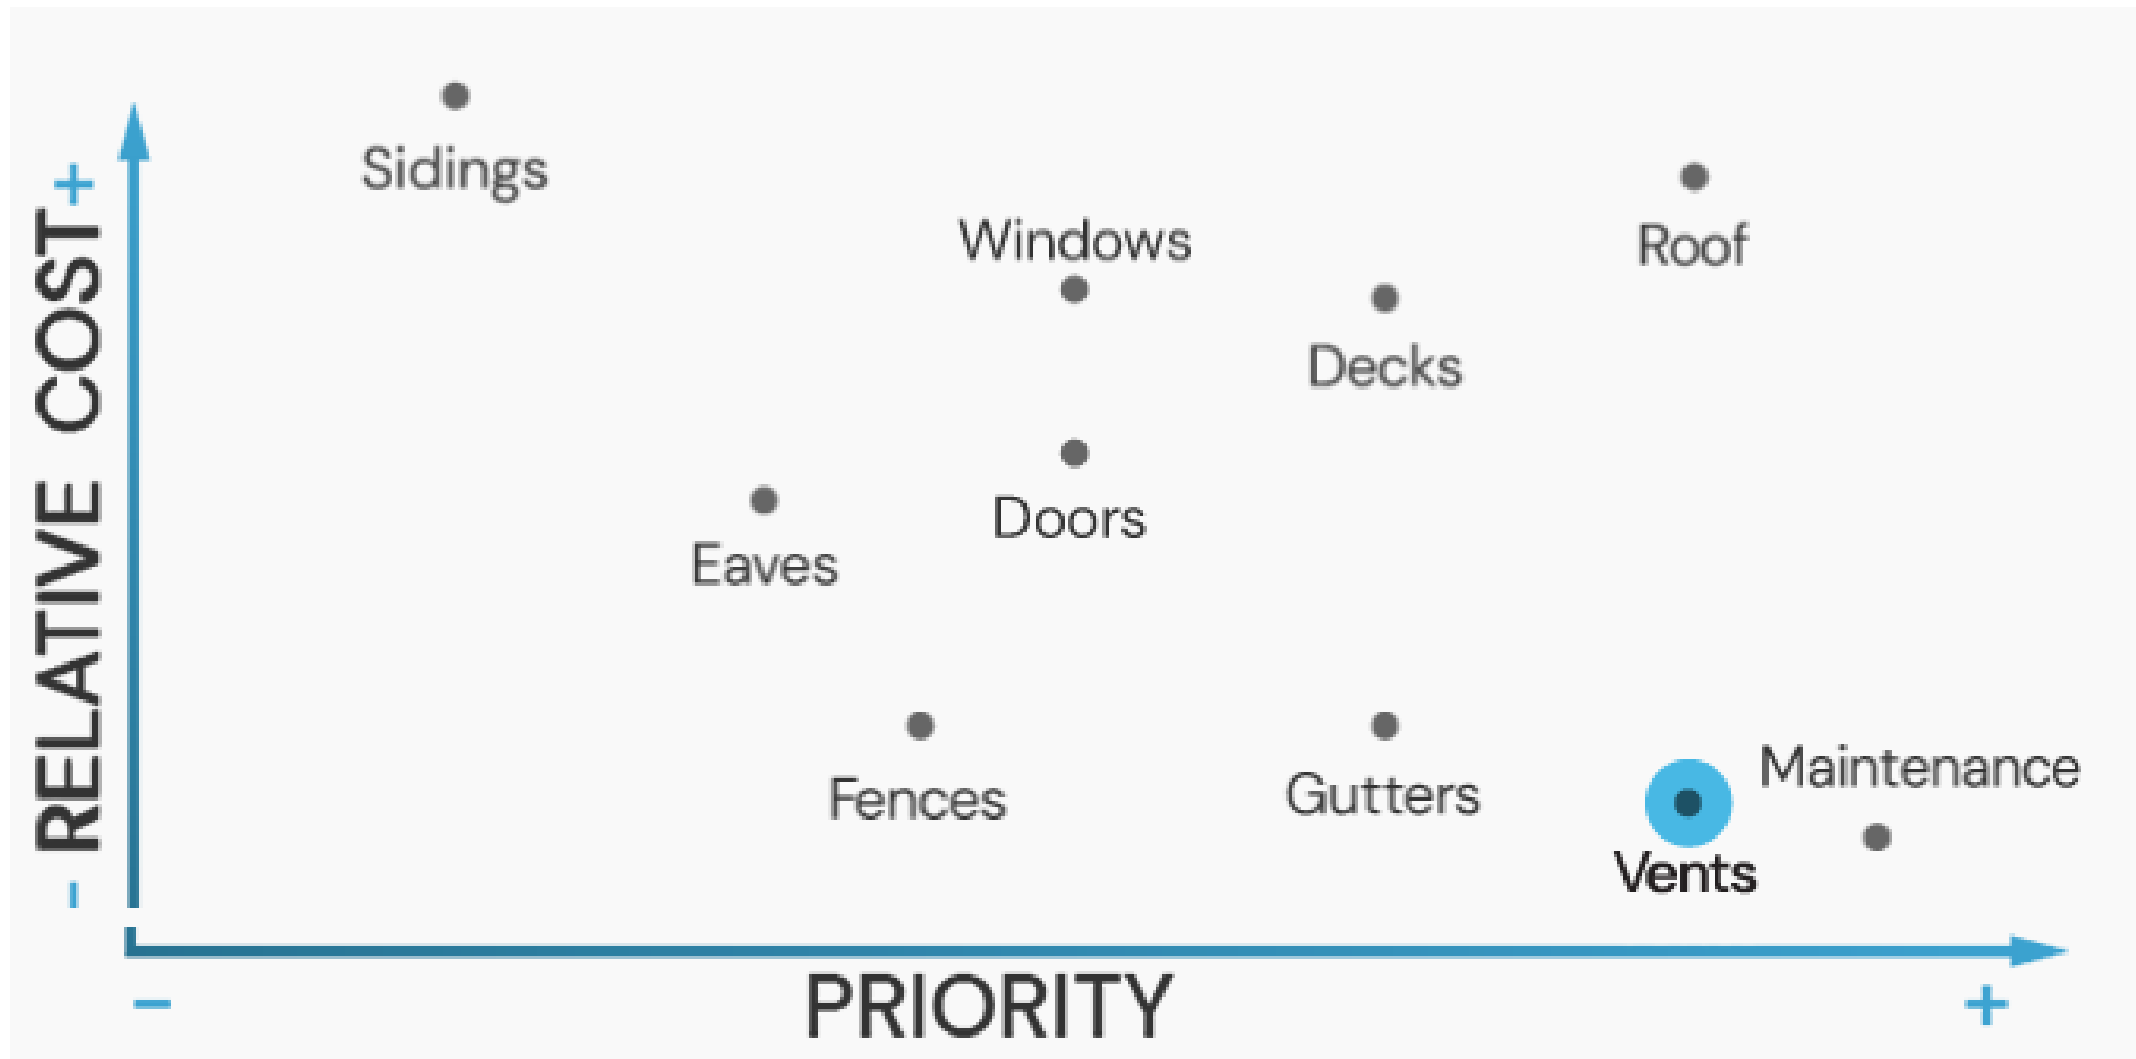 Sidings
+
Windows
Roof
Decks
RELATIVE COST
Doors
Eaves
Maintenance
Fences
Gutters
Vents
-
−
PRIORITY
+